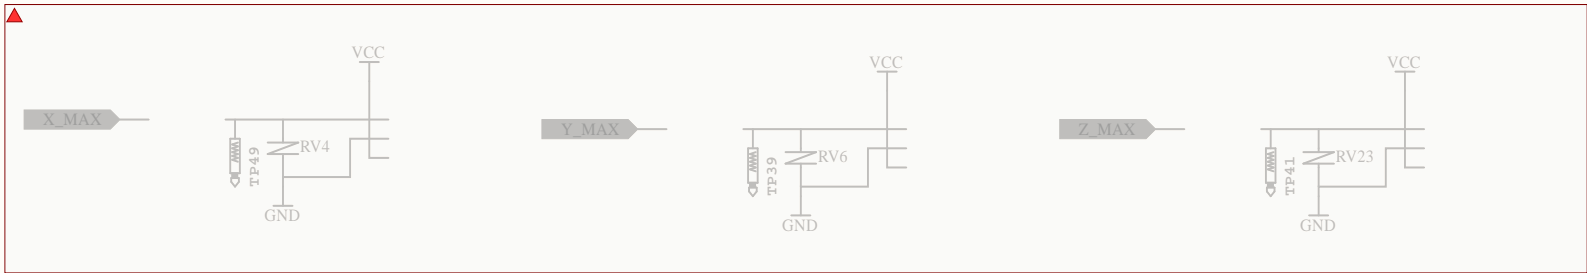 VCC
X_MAX
RV4
TP49
GND
VCC
Y_MAX
RV6
TP39
GND
VCC
Z_MAX
RV23
TP41
GND